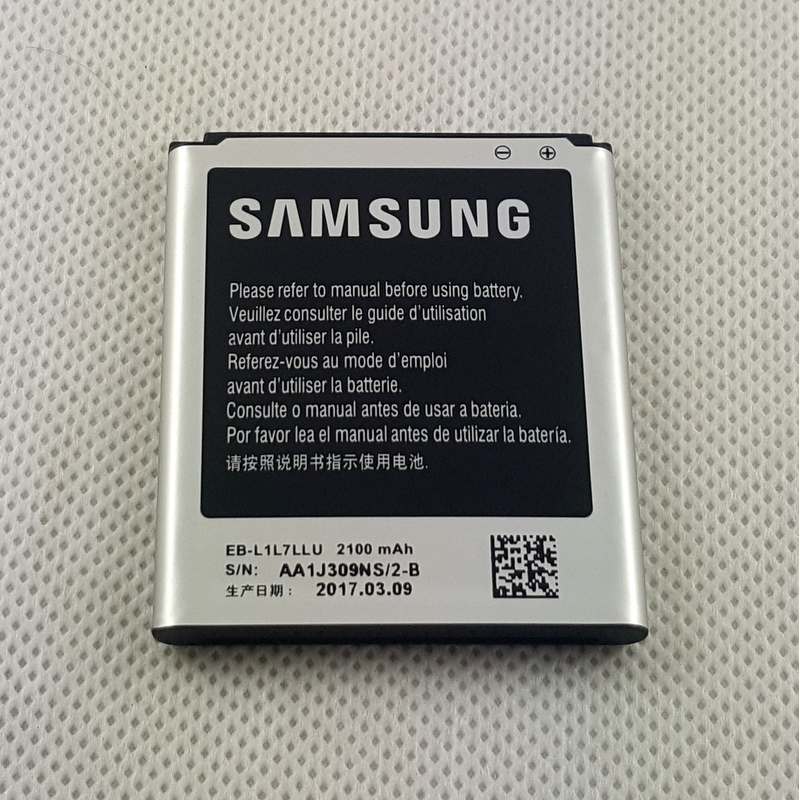 ⊖ ⊕
SAMSUNG
Please refer to manual before using battery.
Veuillez consulter le guide d'utilisation
avant d'utiliser la pile.
Referez-vous au mode d'emploi
avant d'utiliser la batterie.
Consulte o manual antes de usar a bateria.
Por favor lea el manual antes de utilizar la batería.
请按照说明书指示使用电池.
EB-L1L7LLU 2100 mAh
S/N: AA1J309NS/2-B
生产日期： 2017.03.09